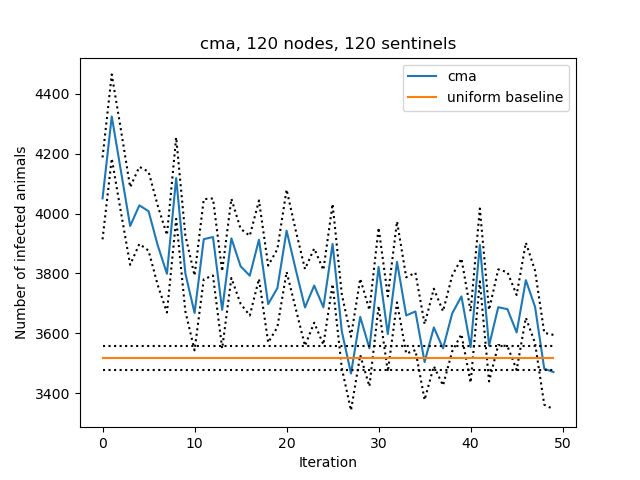 cma, 120 nodes, 120 sentinels
cma
uniform baseline
Number of infected animals
4400
4200
4000
3800
3600
3400
0 10 20 30 40 50
Iteration